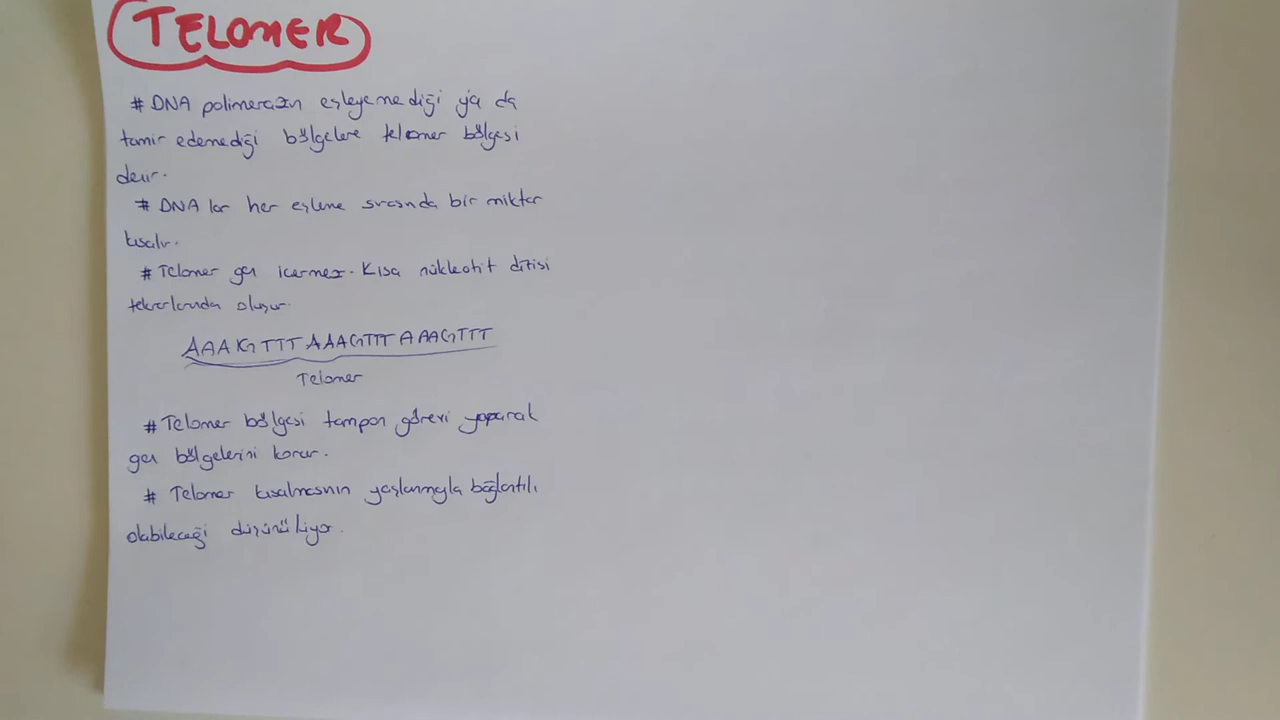 TELOMER
# DNA polimerazın eşleyemediği ya da
tamir edemediği bölgelere telomer bölgesi
denir.
# DNA lar her eşlenme sırasında bir miktar
kısalır.
# Telomer gen içermez. Kısa nükleotit dizisi
tekrarlarında oluşur.
AAAGTTTAAAGTTTAAAGTTT
Telomer
# Telomer bölgesi tampon görevi yaparak
gen bölgelerini korur.
# Telomer kısalmasının yaşlanmayla bağlantılı
olabileceği düşünülüyor.